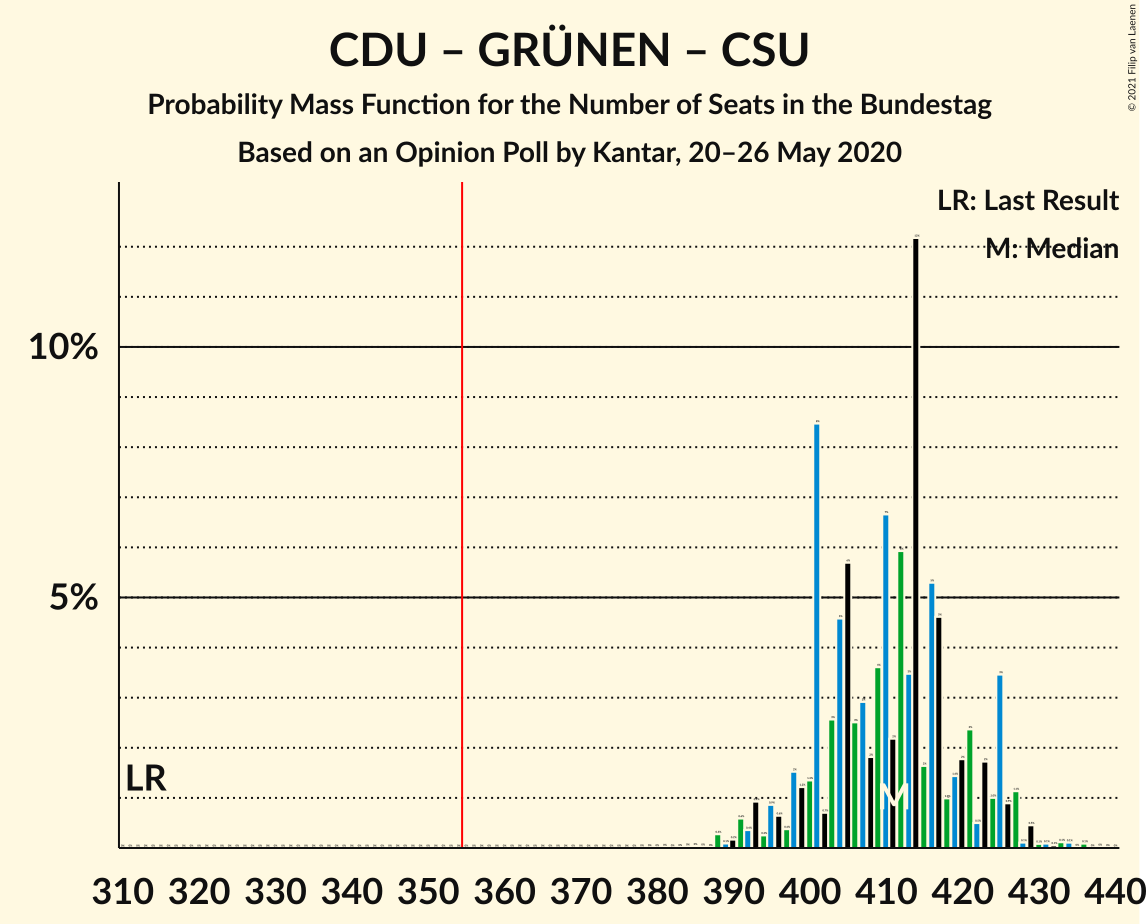 CDU – GRÜNEN – CSU
Probability Mass Function for the Number of Seats in the Bundestag
Based on an Opinion Poll by Kantar, 20–26 May 2020
© 2021 Filip van Laenen
LR: Last Result
M: Median
10%
5%
LR
M
310 320 330 340 350 360 370 380 390 400 410 420 430 440